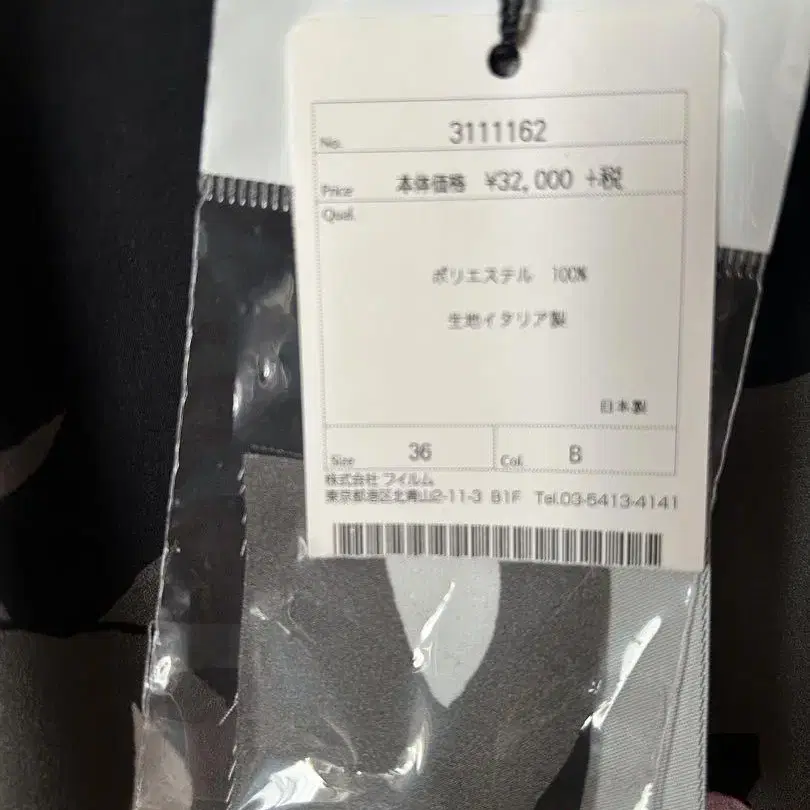 No. 3111162
Price 本体価格 ¥32,000 +税
Qual.
ポリエステル 100%
生地イタリア製
日本製
Size 36 Col. B
株式会社 フイルム
東京都港区北青山2-11-3 B1F Tel.03-5413-4141